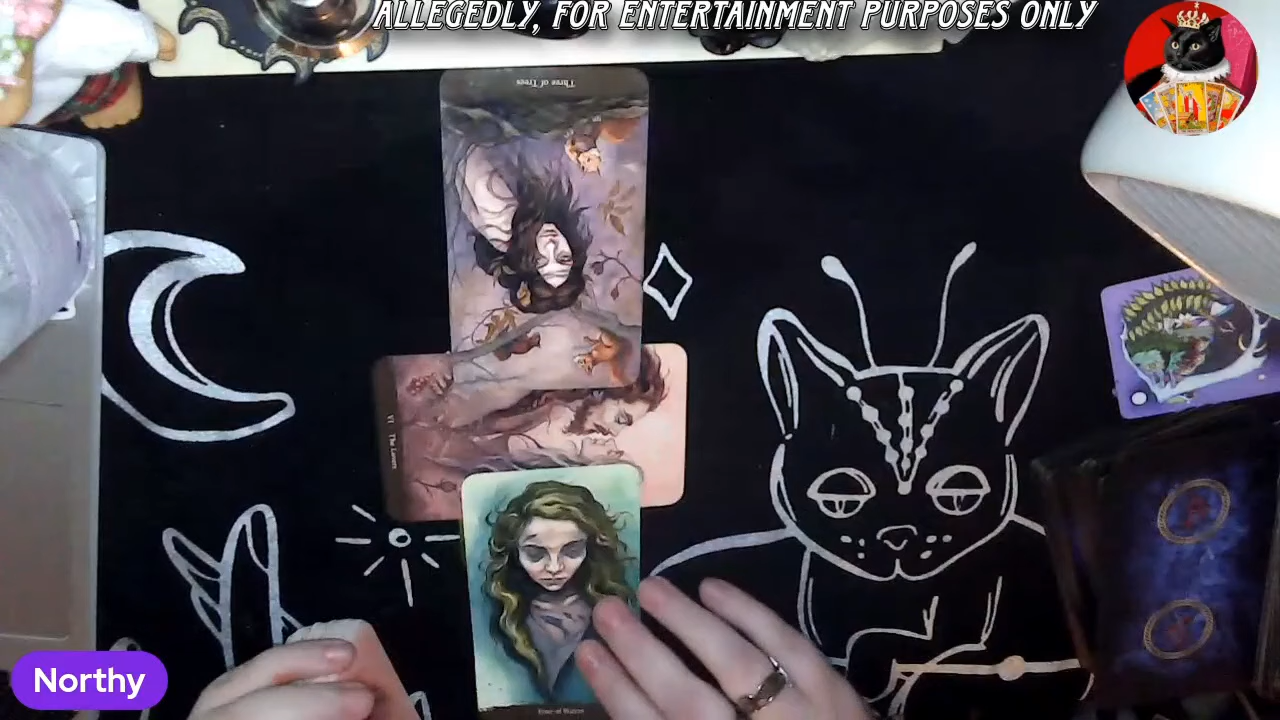 ALLEGEDLY, FOR ENTERTAINMENT PURPOSES ONLY
Three of Trees
VI The Lovers
Northy